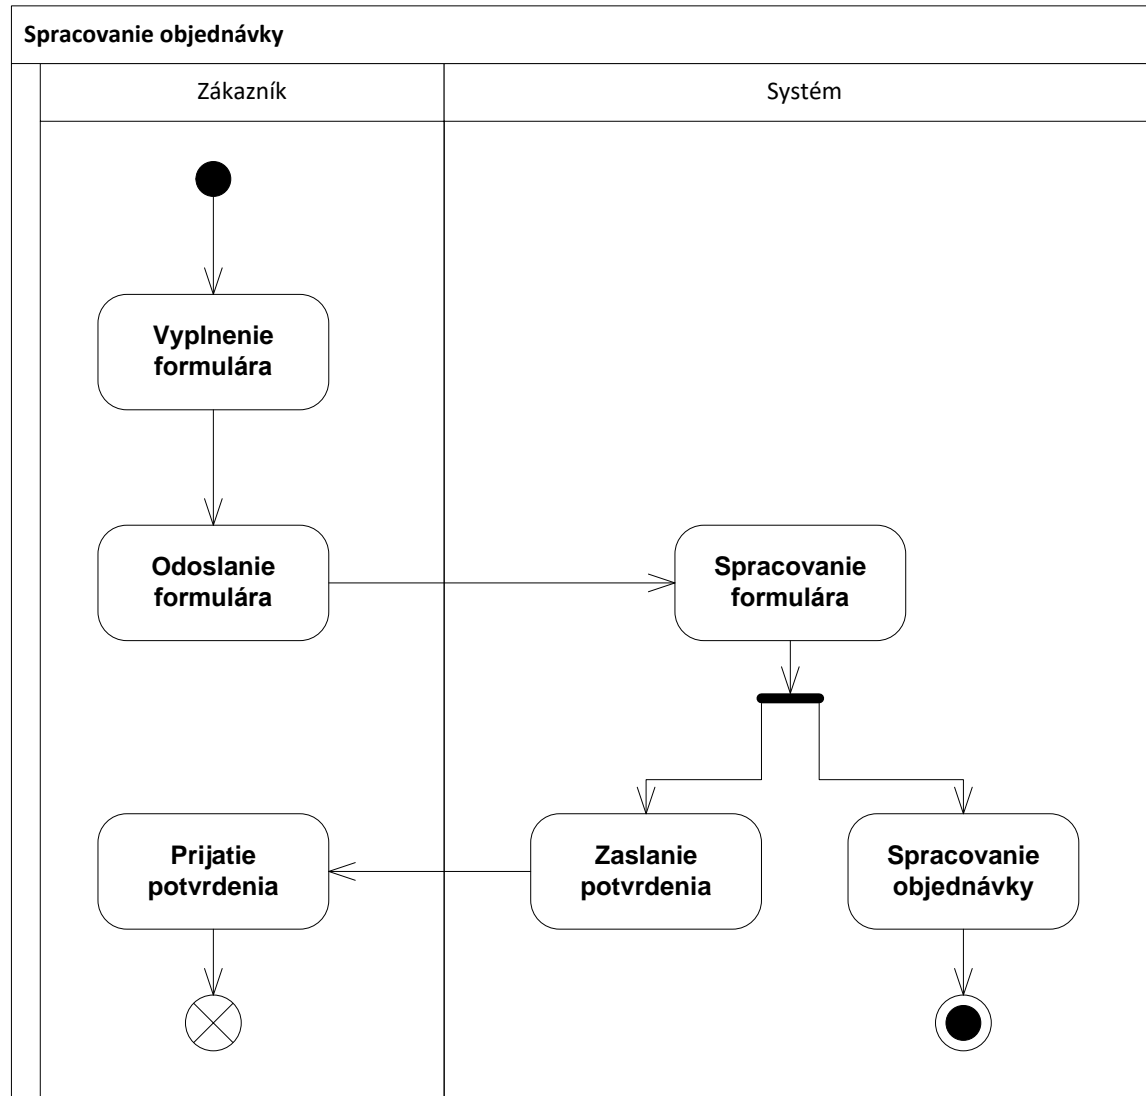 Spracovanie objednávky
Zákazník
Systém
Vyplnenie
formulára
Odoslanie
formulára
Spracovanie
formulára
Prijatie
potvrdenia
Zaslanie
potvrdenia
Spracovanie
objednávky